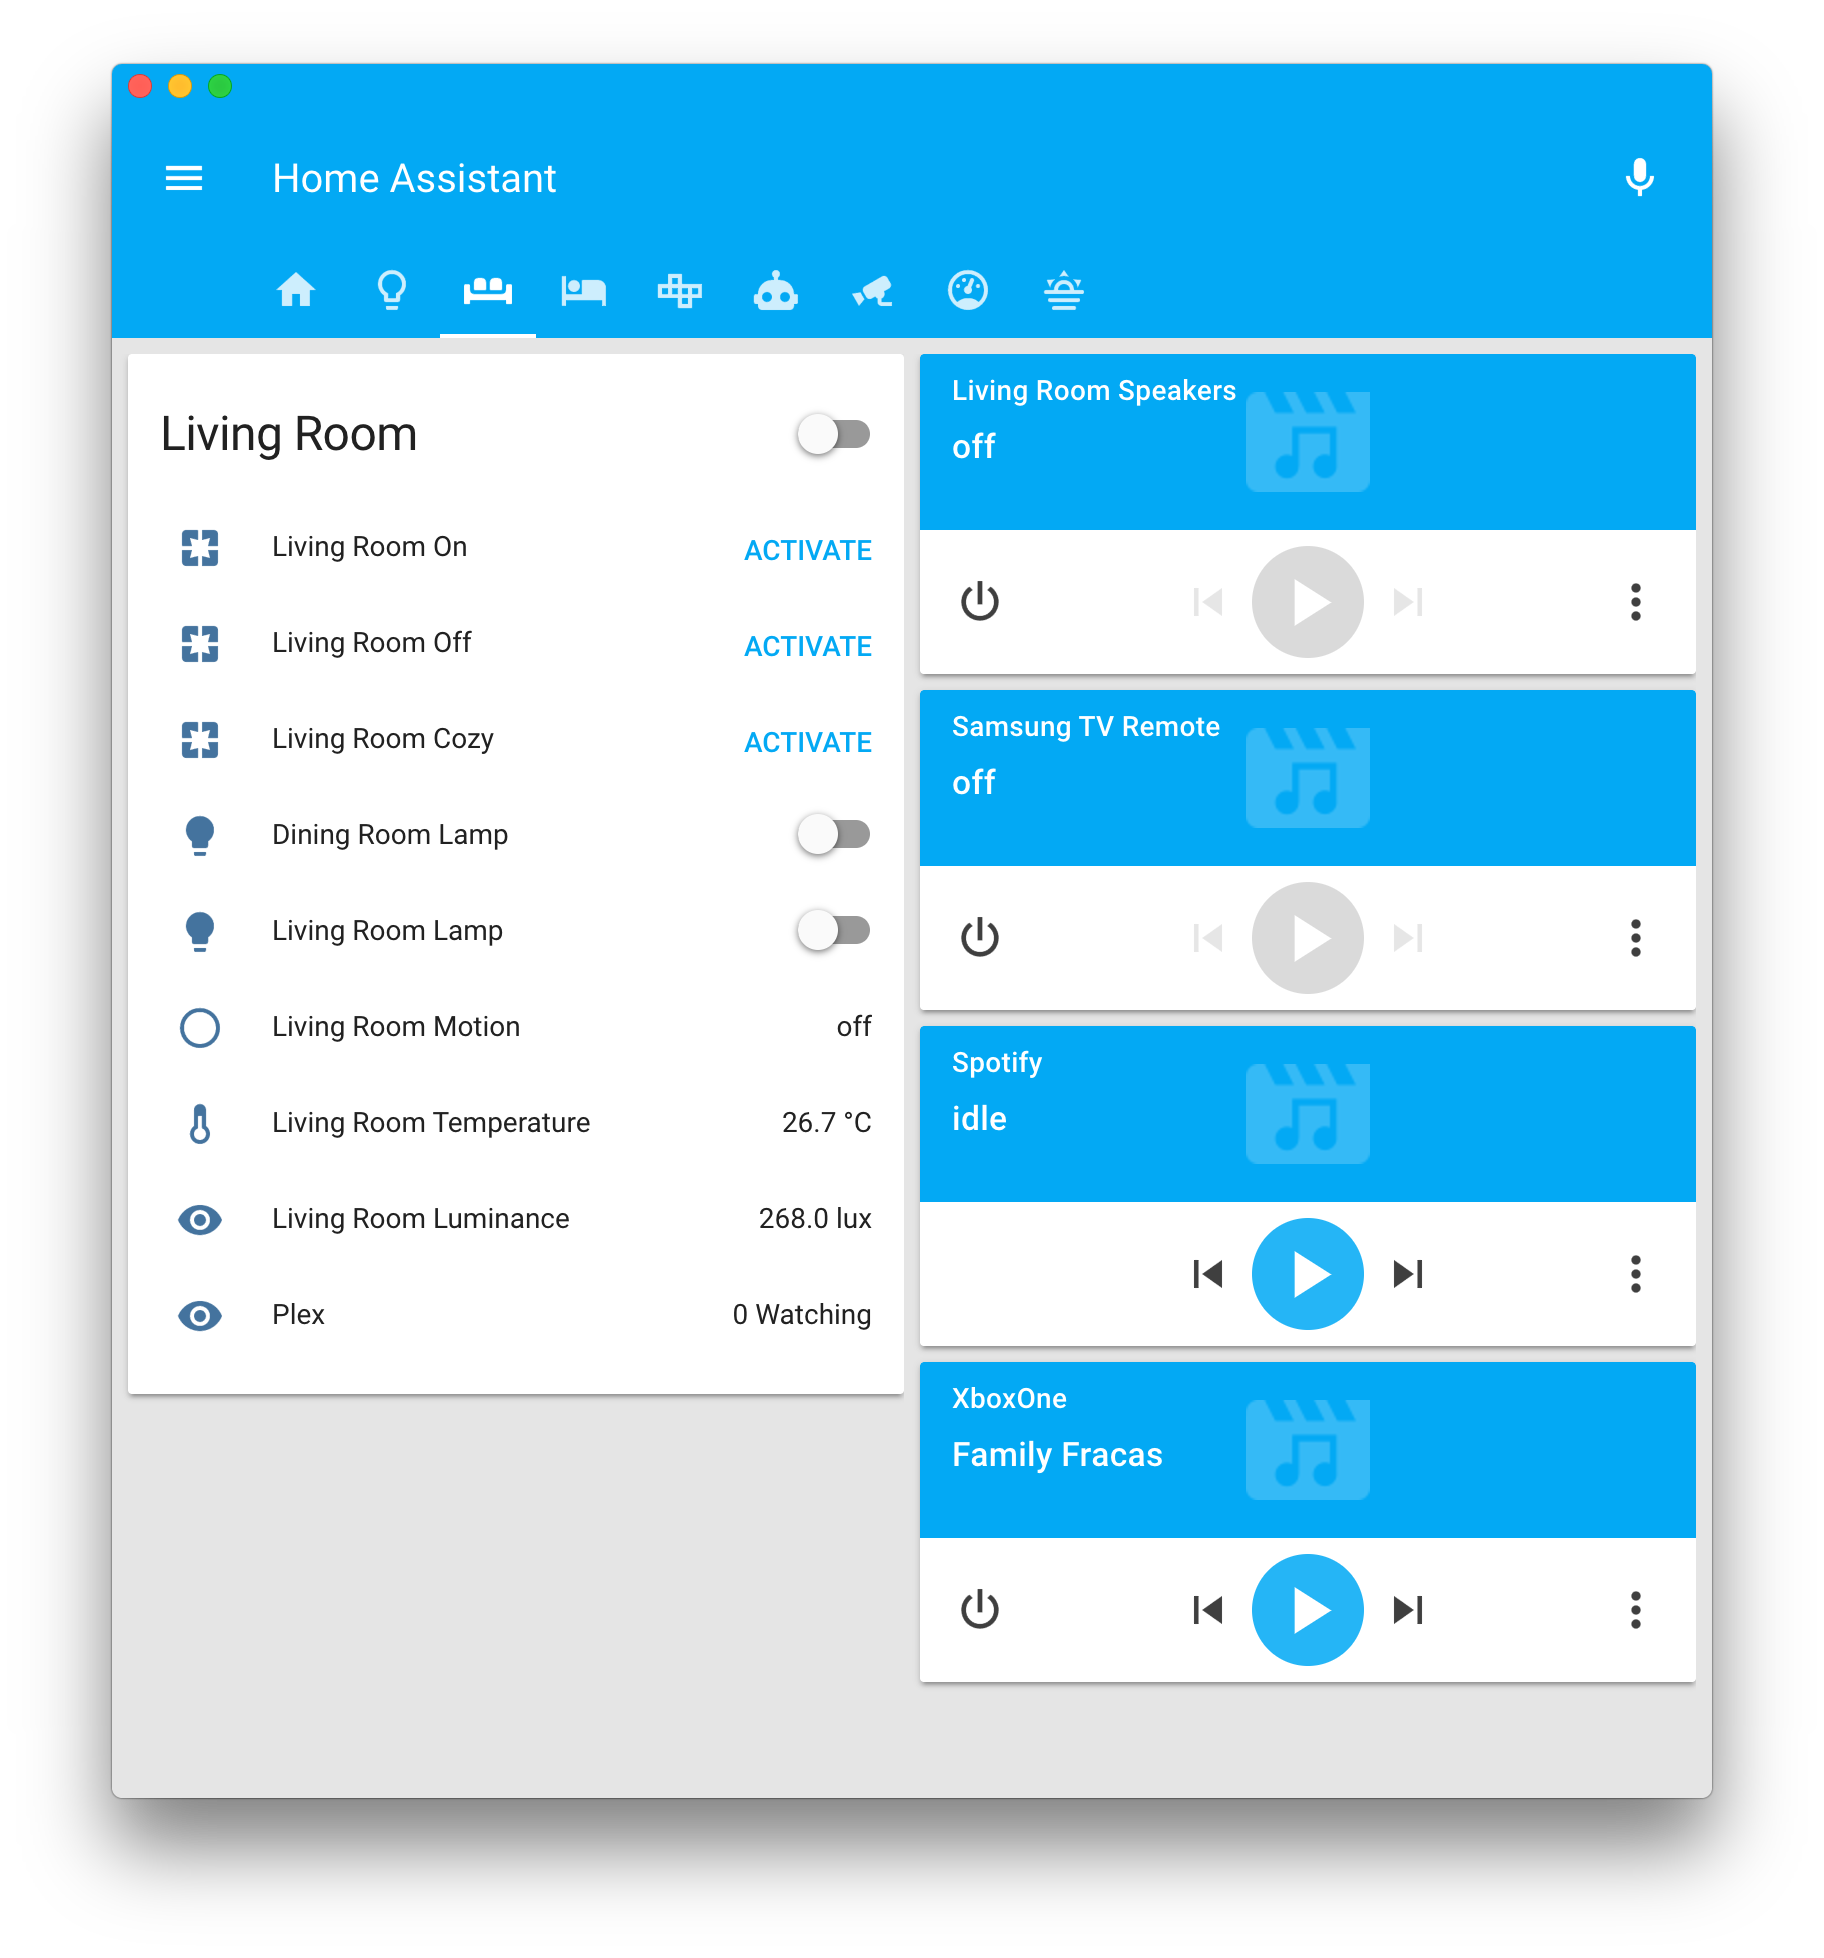 Home Assistant
Living Room
Living Room On ACTIVATE
Living Room Off ACTIVATE
Living Room Cozy ACTIVATE
Dining Room Lamp
Living Room Lamp
Living Room Motion off
Living Room Temperature 26.7 °C
Living Room Luminance 268.0 lux
Plex 0 Watching
Living Room Speakers
off
Samsung TV Remote
off
Spotify
idle
XboxOne
Family Fracas